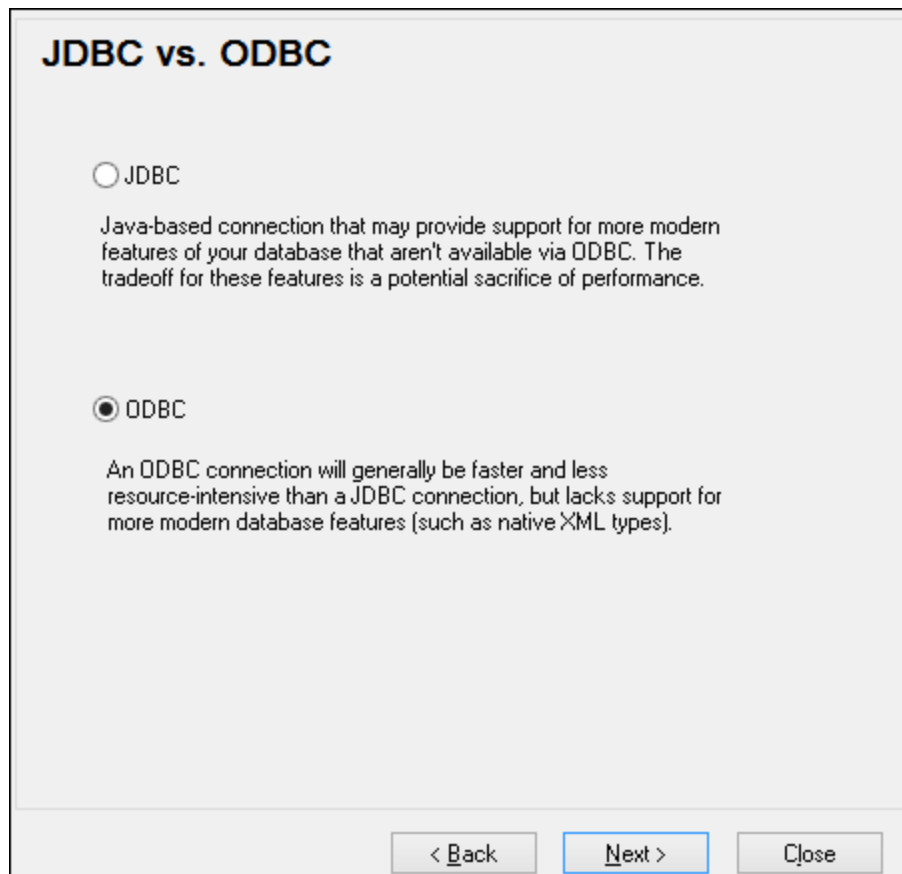 JDBC vs. ODBC
JDBC
Java-based connection that may provide support for more modern
features of your database that aren't available via ODBC. The
tradeoff for these features is a potential sacrifice of performance.
ODBC
An ODBC connection will generally be faster and less
resource-intensive than a JDBC connection, but lacks support for
more modern database features (such as native XML types).
< Back
Next >
Close